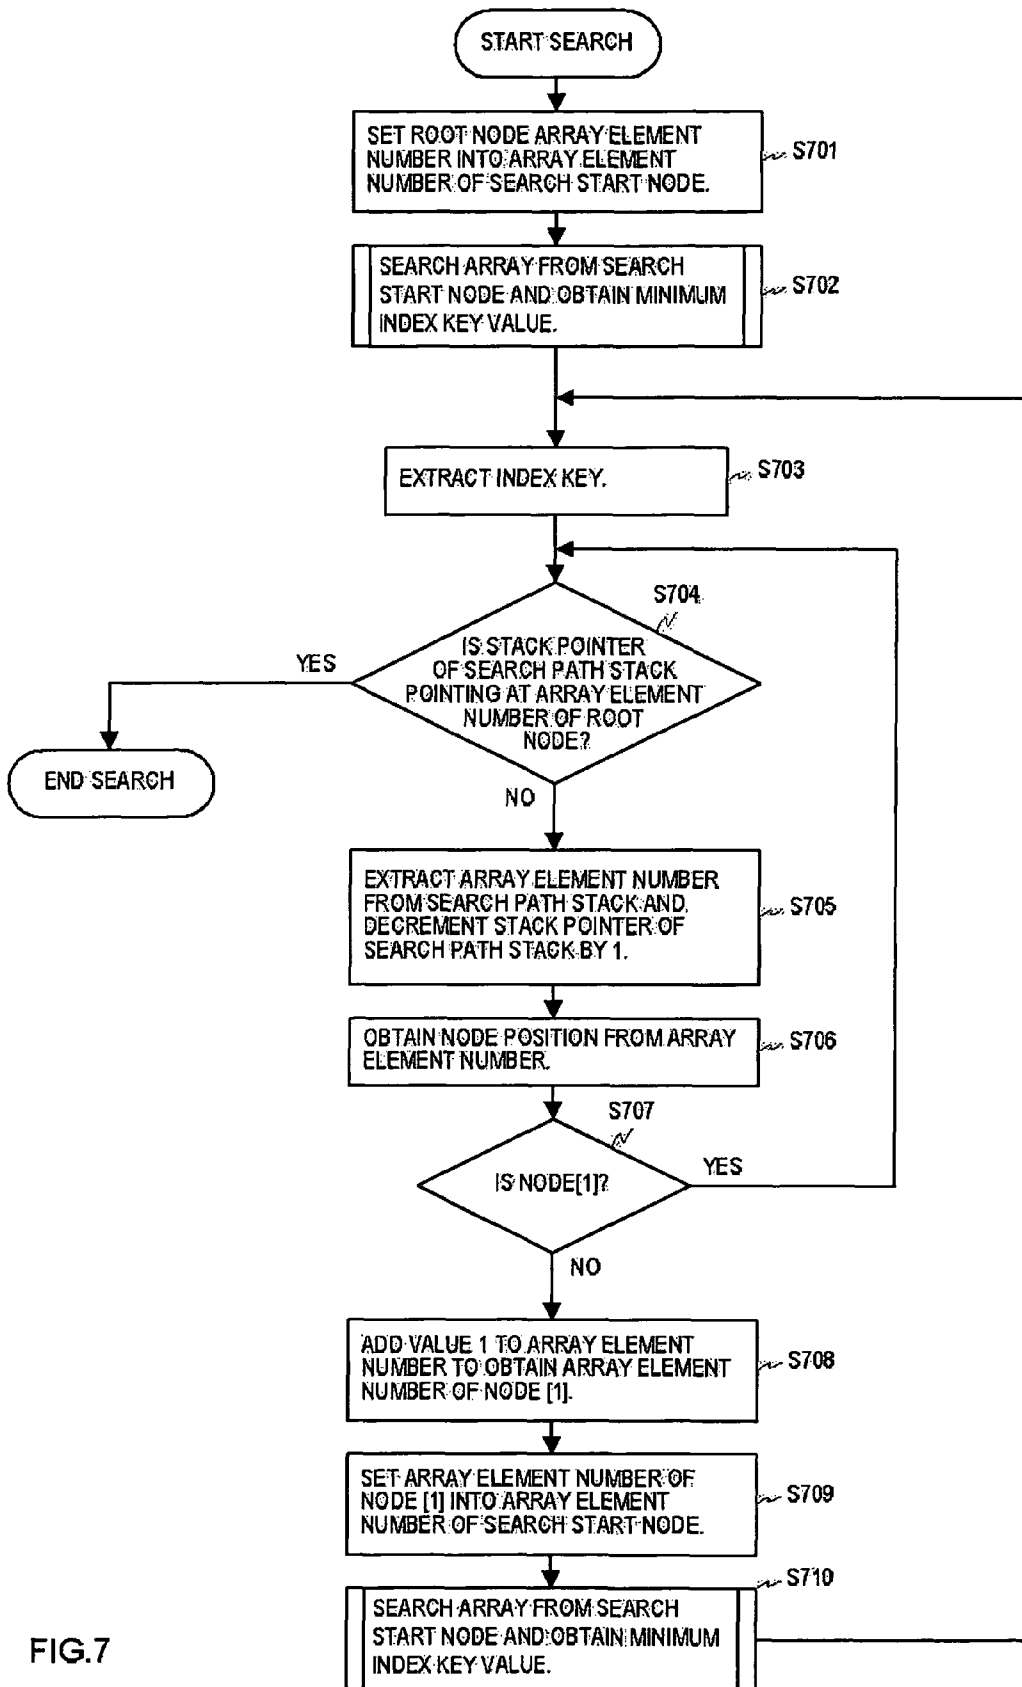 START SEARCH
SET ROOT NODE ARRAY ELEMENT
NUMBER INTO ARRAY ELEMENT
NUMBER OF SEARCH START NODE.
S701
SEARCH ARRAY FROM SEARCH
START NODE AND OBTAIN MINIMUM
INDEX KEY VALUE.
S702
EXTRACT INDEX KEY.
S703
S704
IS STACK POINTER
OF SEARCH PATH STACK
POINTING AT ARRAY ELEMENT
NUMBER OF ROOT
NODE?
YES
END SEARCH
NO
EXTRACT ARRAY ELEMENT NUMBER
FROM SEARCH PATH STACK AND
DECREMENT STACK POINTER OF
SEARCH PATH STACK BY 1.
S705
OBTAIN NODE POSITION FROM ARRAY
ELEMENT NUMBER.
S706
S707
IS NODE[1]?
YES
NO
ADD VALUE 1 TO ARRAY ELEMENT
NUMBER TO OBTAIN ARRAY ELEMENT
NUMBER OF NODE [1].
S708
SET ARRAY ELEMENT NUMBER OF
NODE [1] INTO ARRAY ELEMENT
NUMBER OF SEARCH START NODE.
S709
S710
SEARCH ARRAY FROM SEARCH
START NODE AND OBTAIN MINIMUM
INDEX KEY VALUE.
FIG.7